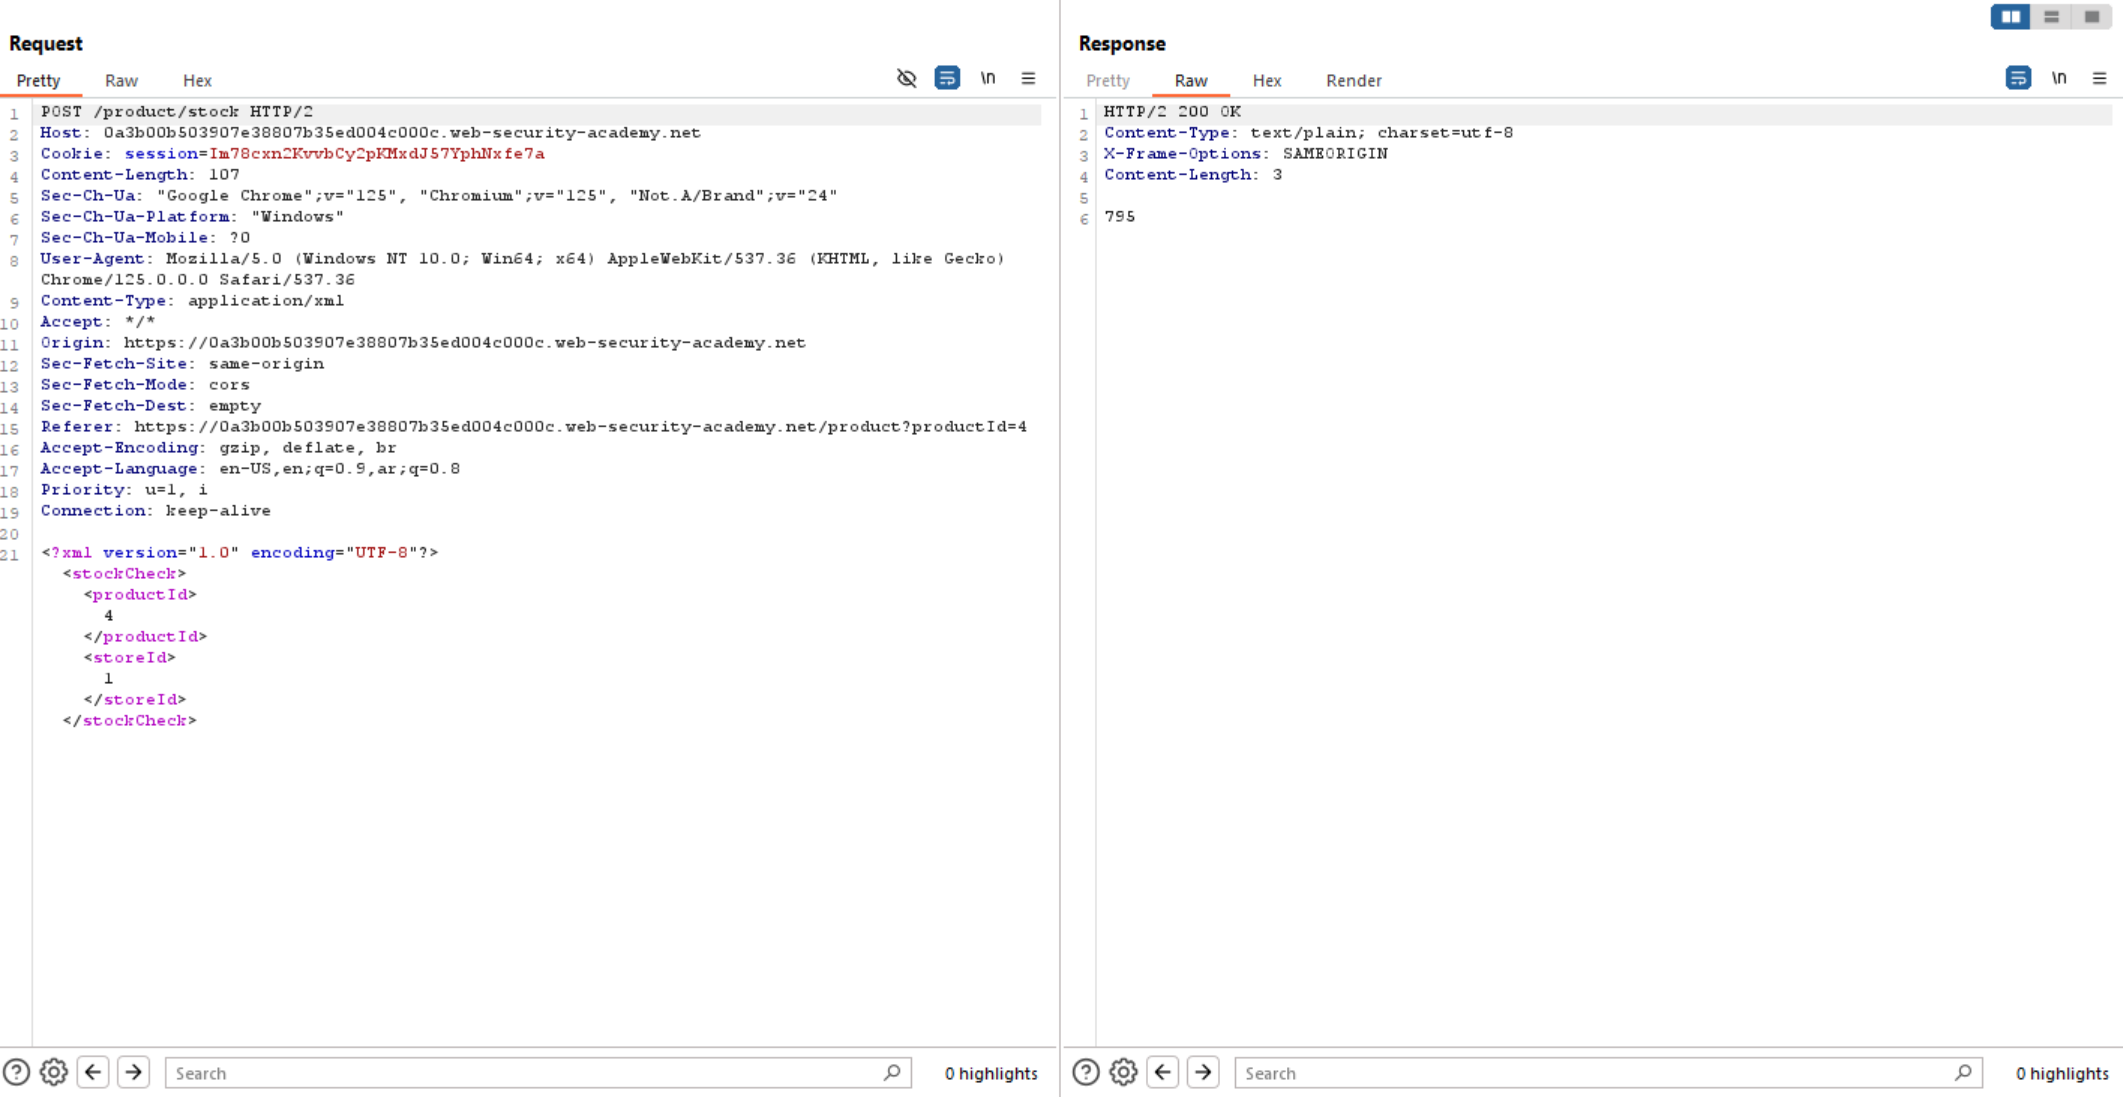 Request
Pretty Raw Hex \n
1 POST /product/stock HTTP/2
2 Host: 0a3b00b503907e38807b35ed004c000c.web-security-academy.net
3 Cookie: session=Im78cxn2KvvbCy2pKMxdJ57YphNxfe7a
4 Content-Length: 107
5 Sec-Ch-Ua: "Google Chrome";v="125", "Chromium";v="125", "Not.A/Brand";v="24"
6 Sec-Ch-Ua-Platform: "Windows"
7 Sec-Ch-Ua-Mobile: ?0
8 User-Agent: Mozilla/5.0 (Windows NT 10.0; Win64; x64) AppleWebKit/537.36 (KHTML, like Gecko)
Chrome/125.0.0.0 Safari/537.36
9 Content-Type: application/xml
10 Accept: */*
11 Origin: https://0a3b00b503907e38807b35ed004c000c.web-security-academy.net
12 Sec-Fetch-Site: same-origin
13 Sec-Fetch-Mode: cors
14 Sec-Fetch-Dest: empty
15 Referer: https://0a3b00b503907e38807b35ed004c000c.web-security-academy.net/product?productId=4
16 Accept-Encoding: gzip, deflate, br
17 Accept-Language: en-US,en;q=0.9,ar;q=0.8
18 Priority: u=1, i
19 Connection: keep-alive
20
21 <?xml version="1.0" encoding="UTF-8"?>
<stockCheck>
<productId>
4
</productId>
<storeId>
1
</storeId>
</stockCheck>
Search 0 highlights
Response
Pretty Raw Hex Render \n
1 HTTP/2 200 OK
2 Content-Type: text/plain; charset=utf-8
3 X-Frame-Options: SAMEORIGIN
4 Content-Length: 3
5
6 795
Search 0 highlights